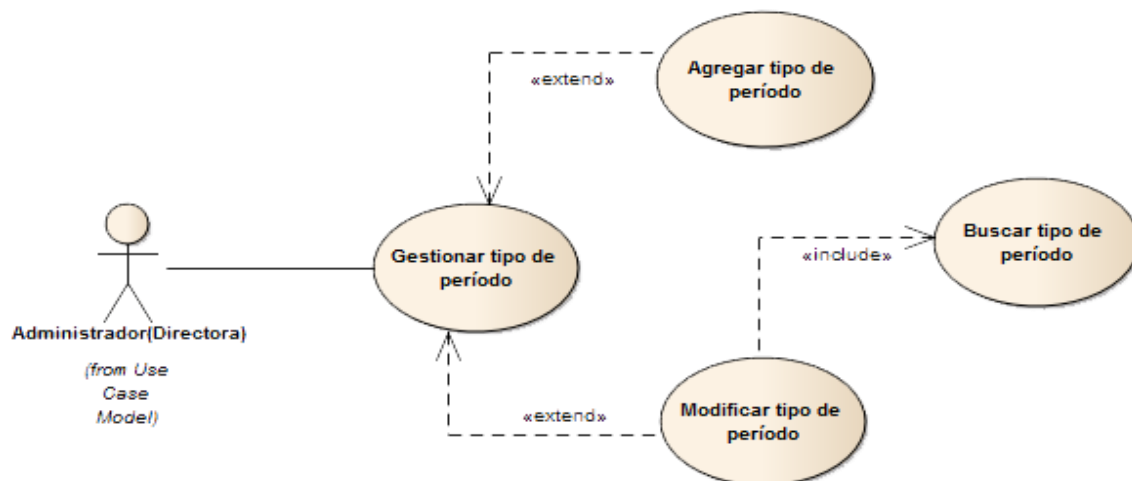 Agregar tipo de
período
«extend»
Buscar tipo de
período
«include»
Gestionar tipo de
período
Administrador(Directora)
(from Use
Case
Model)
Modificar tipo de
período
«extend»